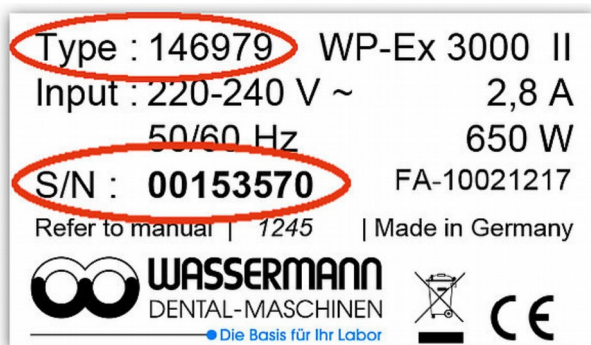 Type : 146979 WP-Ex 3000 II
Input : 220-240 V ~ 2,8 A
50/60 Hz 650 W
S/N : 00153570 FA-10021217
Refer to manual | 1245 | Made in Germany
WASSERMANN
DENTAL-MASCHINEN
Die Basis für Ihr Labor
CE